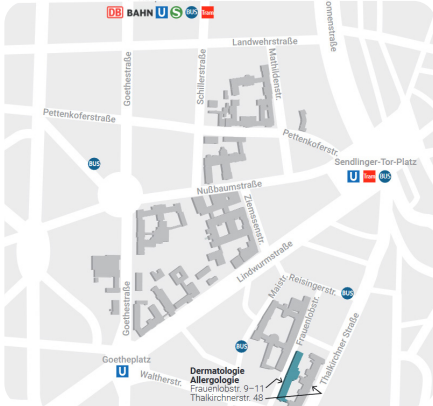 DB BAHN U S BUS Tram
onnenstraße
Landwehrstraße
Goethestraße
Schillerstraße
Mathildenstr.
Pettenkoferstraße
Pettenkoferstr.
Sendlinger-Tor-Platz
U Tram BUS
BUS
Nußbaumstraße
Ziemssenstr.
Lindwurmstraße
Goethestraße
Maistr.
Reisingerstr.
BUS
Frauenlobstr.
Thalkirchner Straße
BUS
Goetheplatz
U
Waltherstr.
Dermatologie
Allergologie
Frauenlobstr. 9–11
Thalkirchnerstr. 48